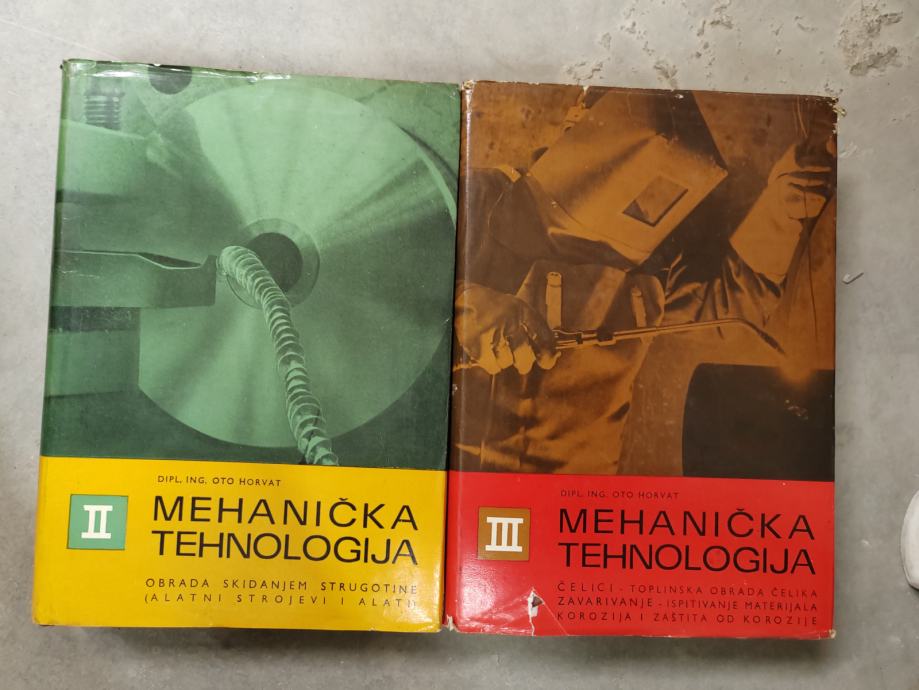 DIPL. ING. OTO HORVAT
II
MEHANIČKA
TEHNOLOGIJA
OBRADA SKIDANJEM STRUGOTINE
(ALATNI STROJEVI I ALATI)
DIPL. ING. OTO HORVAT
III
MEHANIČKA
TEHNOLOGIJA
ČELICI - TOPLINSKA OBRADA ČELIKA
ZAVARIVANJE - ISPITIVANJE MATERIJALA
KOROZIJA I ZAŠTITA OD KOROZIJE